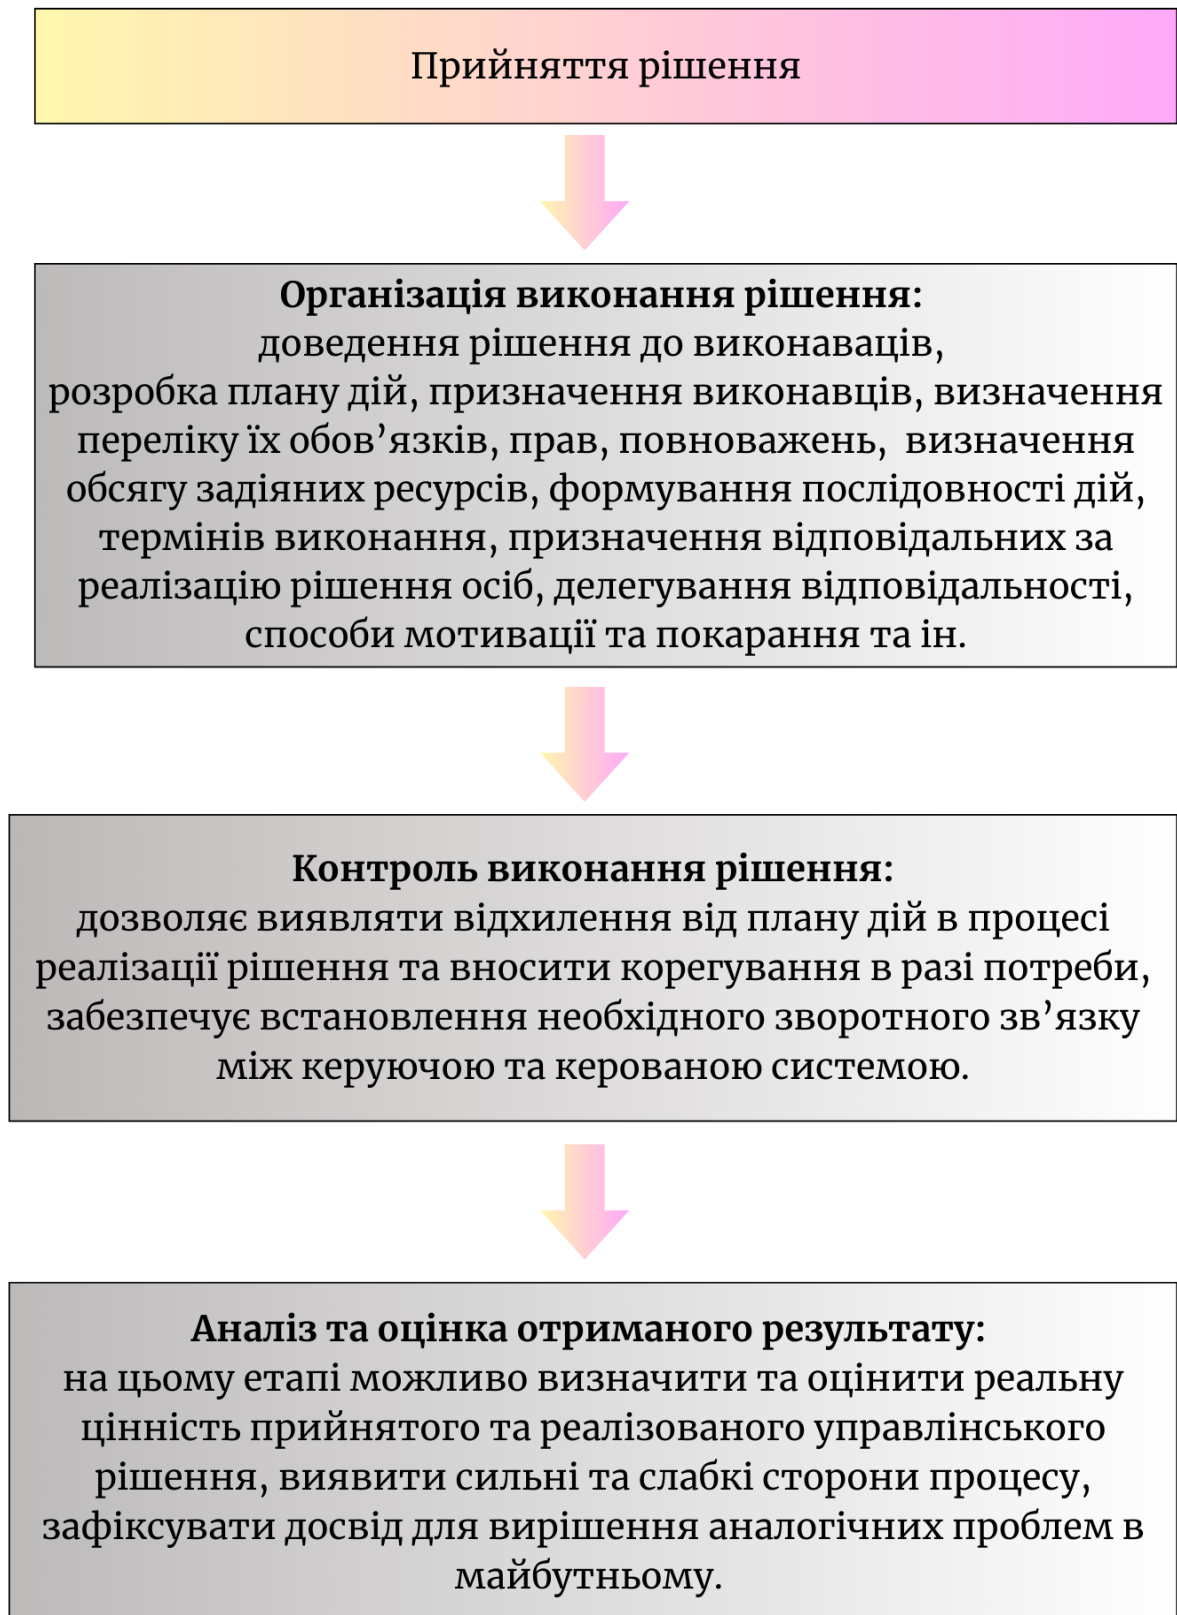 Прийняття рішення
Організація виконання рішення:
доведення рішення до виконаваців,
розробка плану дій, призначення виконавців, визначення
переліку їх обов’язків, прав, повноважень,  визначення
обсягу задіяних ресурсів, формування послідовності дій,
термінів виконання, призначення відповідальних за
реалізацію рішення осіб, делегування відповідальності,
способи мотивації та покарання та ін.
Контроль виконання рішення:
дозволяє виявляти відхилення від плану дій в процесі
реалізації рішення та вносити корегування в разі потреби,
забезпечує встановлення необхідного зворотного зв’язку
між керуючою та керованою системою.
Аналіз та оцінка отриманого результату:
на цьому етапі можливо визначити та оцінити реальну
цінність прийнятого та реалізованого управлінського
рішення, виявити сильні та слабкі сторони процесу,
зафіксувати досвід для вирішення аналогічних проблем в
майбутньому.